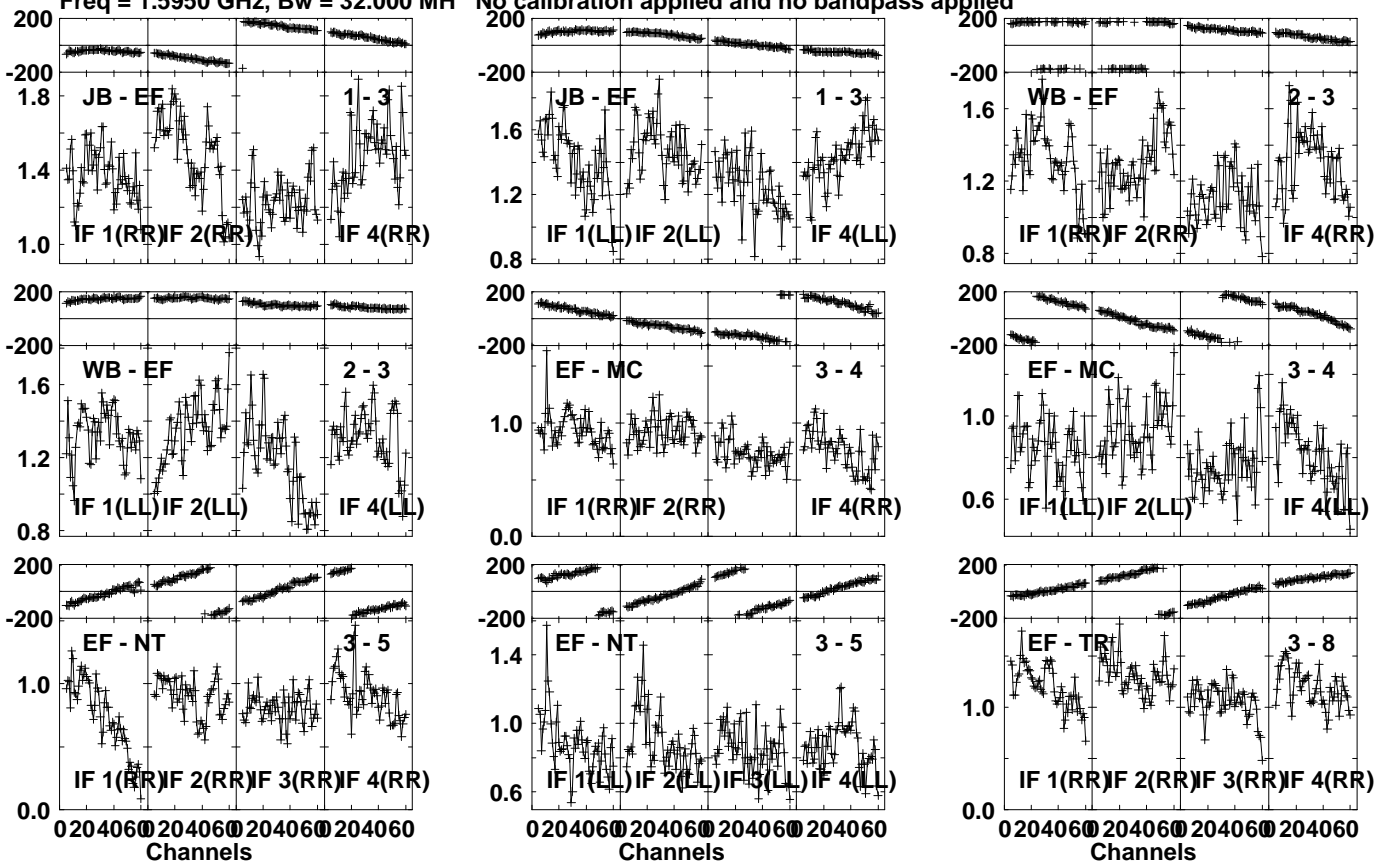 Freq = 1.5950 GHz, Bw = 32.000 MH No calibration applied and no bandpass applied
200
-200
1.8
1.4
1.0
JB - EF 1 - 3
IF 1(RR) IF 2(RR) IF 4(RR)
200
-200
1.6
1.2
0.8
JB - EF 1 - 3
IF 1(LL) IF 2(LL) IF 4(LL)
200
-200
1.6
1.2
0.8
WB - EF 2 - 3
IF 1(RR) IF 2(RR) IF 4(RR)
200
-200
1.6
1.2
0.8
WB - EF 2 - 3
IF 1(LL) IF 2(LL) IF 4(LL)
200
-200
1.0
0.0
EF - MC 3 - 4
IF 1(RR) IF 2(RR) IF 4(RR)
200
-200
1.0
0.6
EF - MC 3 - 4
IF 1(LL) IF 2(LL) IF 4(LL)
200
-200
1.0
0.0
EF - NT 3 - 5
IF 1(RR) IF 2(RR) IF 3(RR) IF 4(RR)
0 20 40 60 0 20 40 60 0 20 40 60 0 20 40 60
Channels
200
-200
1.4
1.0
0.6
EF - NT 3 - 5
IF 1(LL) IF 2(LL) IF 3(LL) IF 4(LL)
0 20 40 60 0 20 40 60 0 20 40 60 0 20 40 60
Channels
200
-200
1.0
0.0
EF - TR 3 - 8
IF 1(RR) IF 2(RR) IF 3(RR) IF 4(RR)
0 20 40 60 0 20 40 60 0 20 40 60 0 20 40 60
Channels